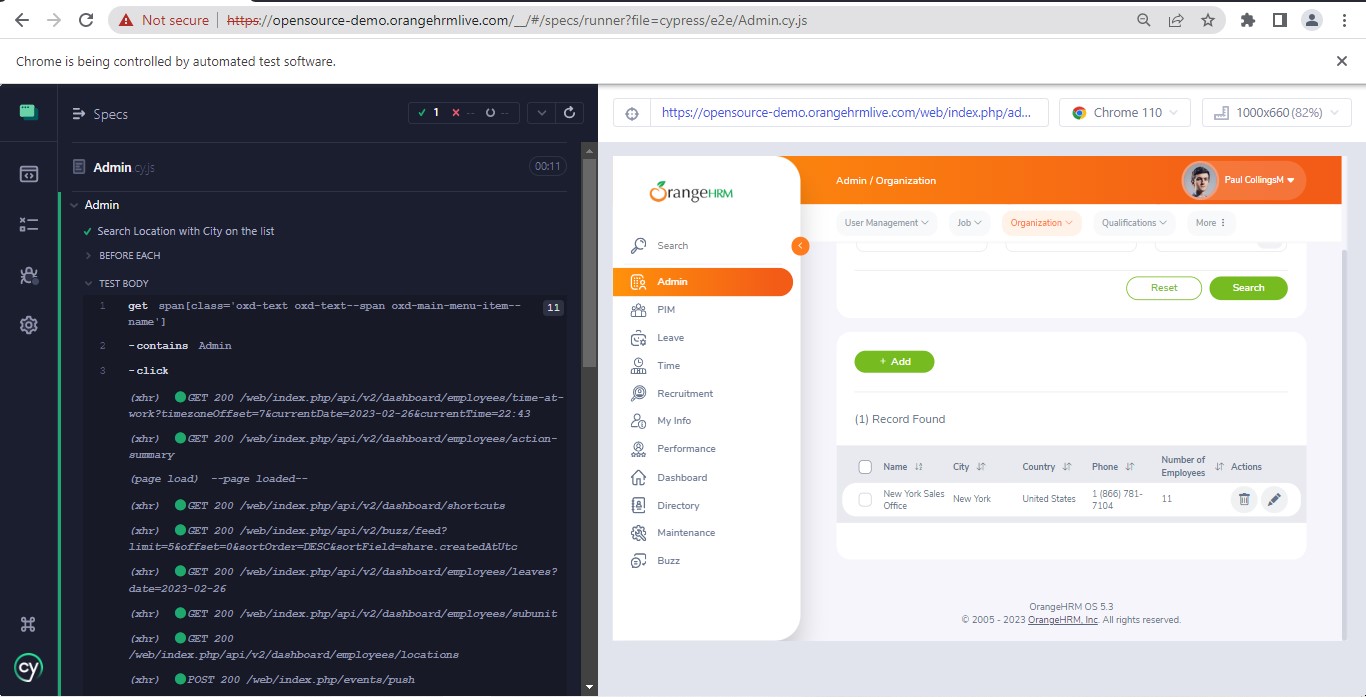 Not secure https://opensource-demo.orangehrmlive.com/__/#/specs/runner?file=cypress/e2e/Admin.cy.js
Chrome is being controlled by automated test software.
Specs
1
--
--
Admin cy.js
00:11
Admin
Search Location with City on the list
BEFORE EACH
TEST BODY
1 get span[class='oxd-text oxd-text--span oxd-main-menu-item--
name'] 11
2 -contains Admin
3 -click
(xhr) GET 200 /web/index.php/api/v2/dashboard/employees/time-at-
work?timezoneOffset=7&currentDate=2023-02-26&currentTime=22:43
(xhr) GET 200 /web/index.php/api/v2/dashboard/employees/action-
summary
(page load) --page loaded--
(xhr) GET 200 /web/index.php/api/v2/dashboard/shortcuts
(xhr) GET 200 /web/index.php/api/v2/buzz/feed?
limit=5&offset=0&sortOrder=DESC&sortField=share.createdAtUtc
(xhr) GET 200 /web/index.php/api/v2/dashboard/employees/leaves?
date=2023-02-26
(xhr) GET 200 /web/index.php/api/v2/dashboard/employees/subunit
(xhr) GET 200
/web/index.php/api/v2/dashboard/employees/locations
(xhr) POST 200 /web/index.php/events/push
cy
https://opensource-demo.orangehrmlive.com/web/index.php/ad...
Chrome 110
1000x660 (82%)
OrangeHRM
Search
Admin
PIM
Leave
Time
Recruitment
My Info
Performance
Dashboard
Directory
Maintenance
Buzz
Admin / Organization
Paul CollingsM
User Management
Job
Organization
Qualifications
More
Reset
Search
+ Add
(1) Record Found
Name
City
Country
Phone
Number of
Employees
Actions
New York Sales
Office
New York
United States
1 (866) 781-
7104
11
OrangeHRM OS 5.3
© 2005 - 2023 OrangeHRM, Inc. All rights reserved.